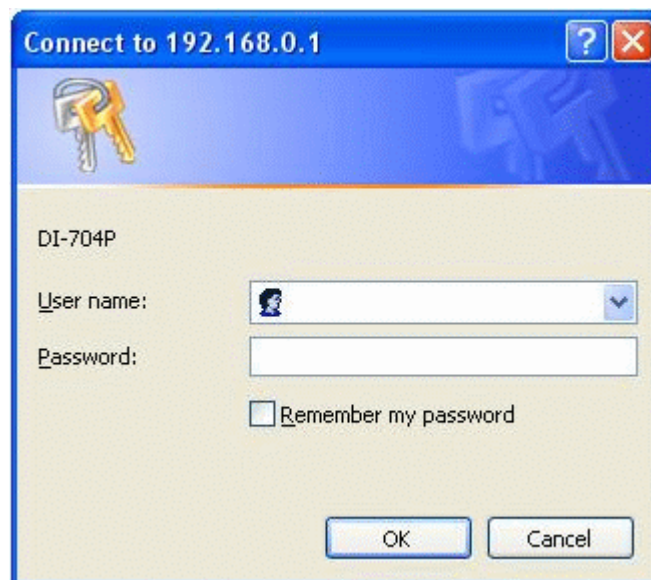 Connect to 192.168.0.1
DI-704P
User name:
Password:
Remember my password
OK Cancel